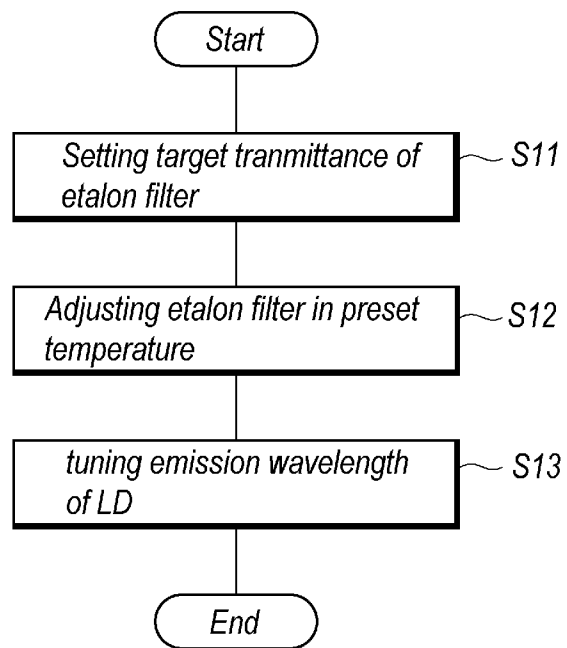 Start
Setting target tranmittance of
etalon filter
S11
Adjusting etalon filter in preset
temperature
S12
tuning emission wavelength
of LD
S13
End